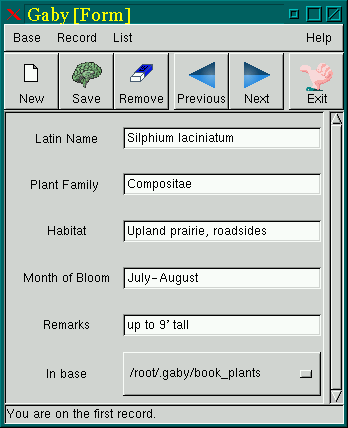 Gaby [Form]
Base Record List Help
New Save Remove Previous Next Exit
Latin Name Silphium laciniatum
Plant Family Compositae
Habitat Upland prairie, roadsides
Month of Bloom July-August
Remarks up to 9' tall
In base /root/.gaby/book_plants
You are on the first record.